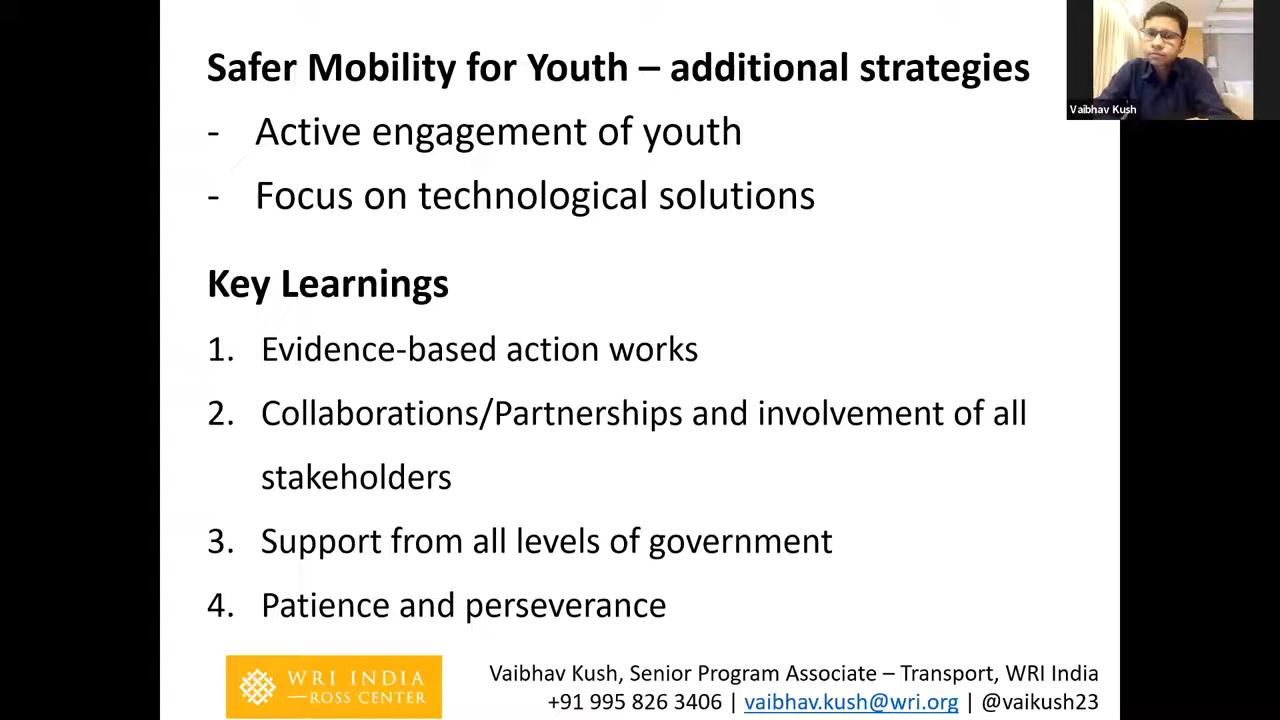 Safer Mobility for Youth – additional strategies
- Active engagement of youth
- Focus on technological solutions
Key Learnings
1. Evidence-based action works
2. Collaborations/Partnerships and involvement of all
stakeholders
3. Support from all levels of government
4. Patience and perseverance
WRI INDIA
ROSS CENTER
Vaibhav Kush, Senior Program Associate – Transport, WRI India
+91 995 826 3406 | vaibhav.kush@wri.org | @vaikush23
Vaibhav Kush